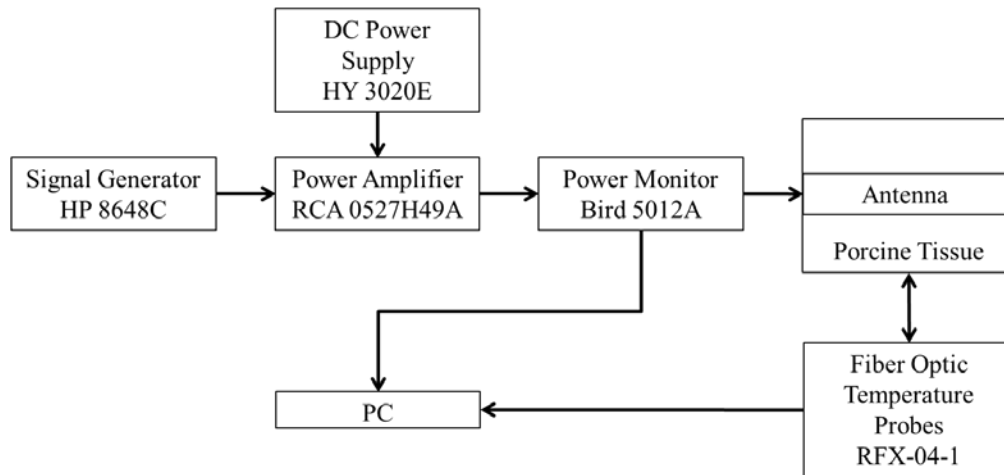 DC Power
Supply
HY 3020E
Signal Generator
HP 8648C
Power Amplifier
RCA 0527H49A
Power Monitor
Bird 5012A
Antenna
Porcine Tissue
PC
Fiber Optic
Temperature
Probes
RFX-04-1